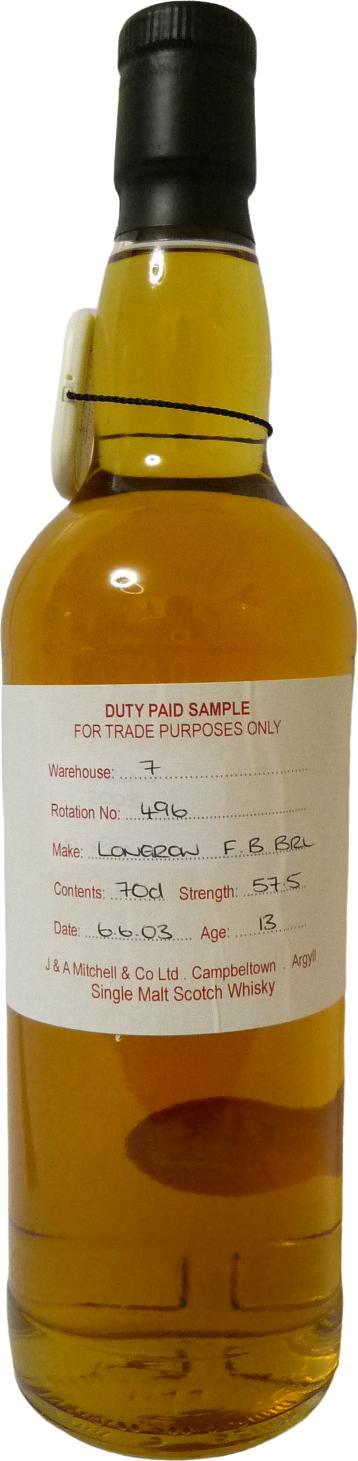 DUTY PAID SAMPLE
FOR TRADE PURPOSES ONLY
Warehouse: 7
Rotation No: 496
Make: LONGROW F.B BRL
Contents: 70cl Strength: 57.5
Date: 6.6.03 Age: 13
J & A Mitchell & Co Ltd . Campbeltown . Argyll
Single Malt Scotch Whisky